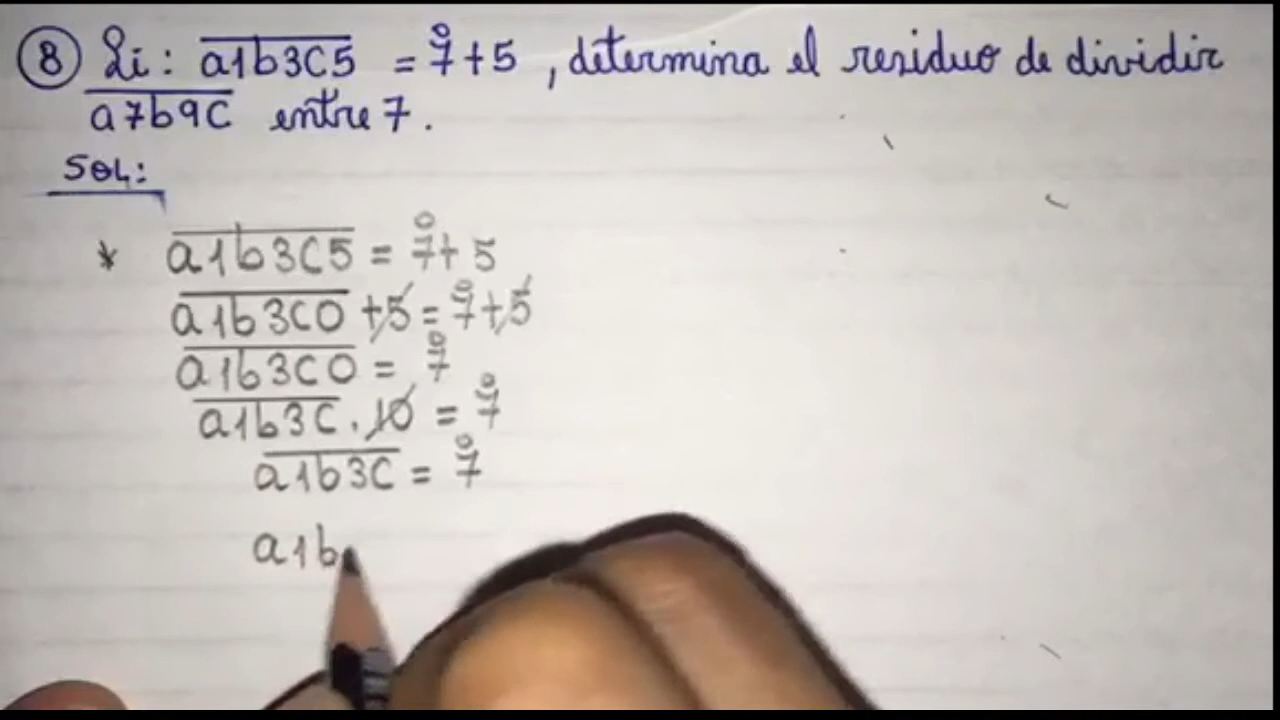 8 Si: a1b3C5 = 7̊+5, determina el residuo de dividir
a7b9C entre 7.
SOL:
* a1b3C5 = 7̊+5
a1b3C0 +5 = 7̊+5
a1b3C0 = 7̊
a1b3C . 10 = 7̊
a1b3C = 7̊
a1b